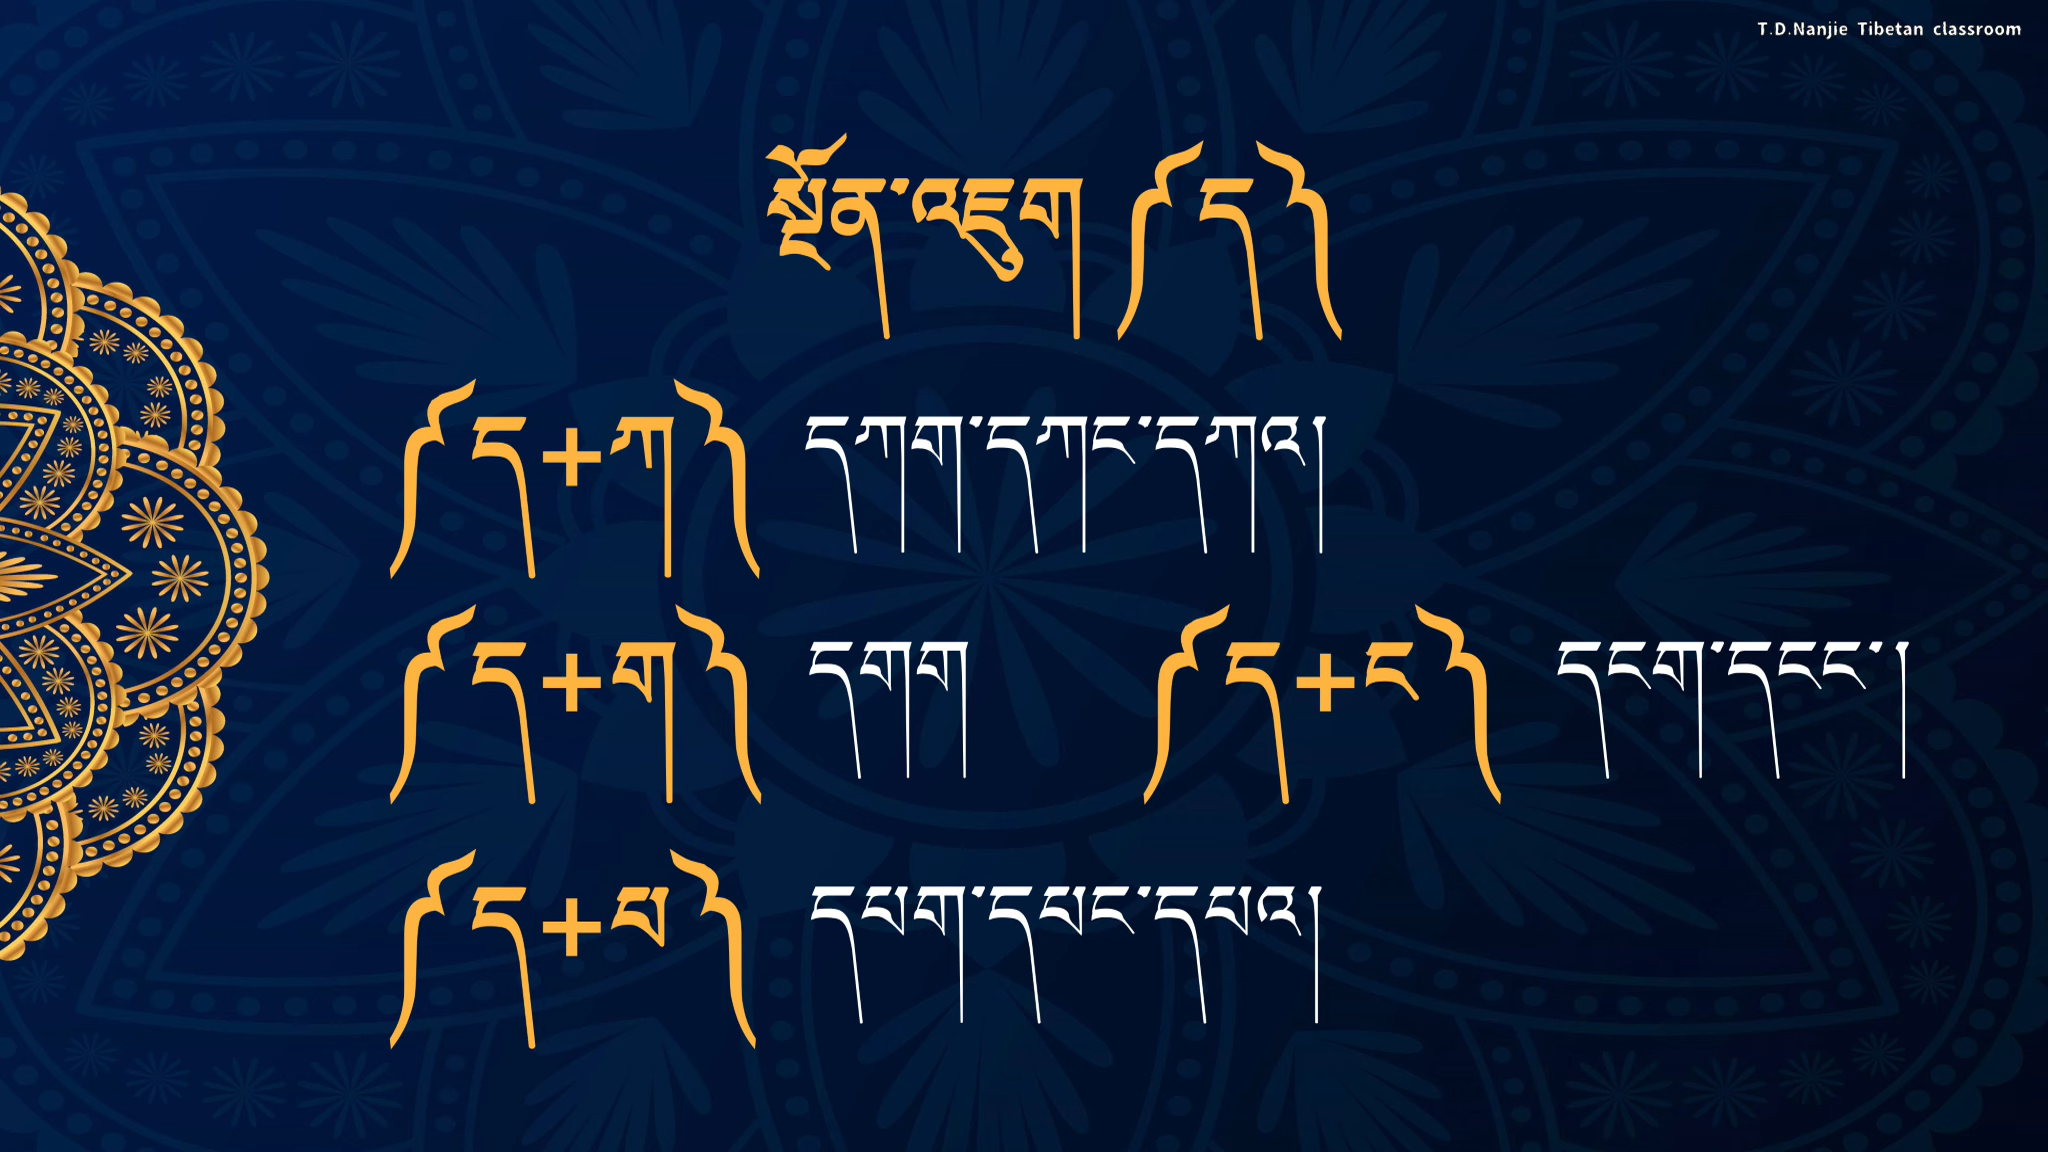 T.D.Nanjie Tibetan classroom
སྔོན་འཇུག ༼ད༽
༼ད+ཀ༽ དཀག་དཀང་དཀའ།
༼ད+ག༽ དགག ༼ད+ང༽ དངག་དངང་།
༼ད+པ༽ དཔག་དཔང་དཔའ།